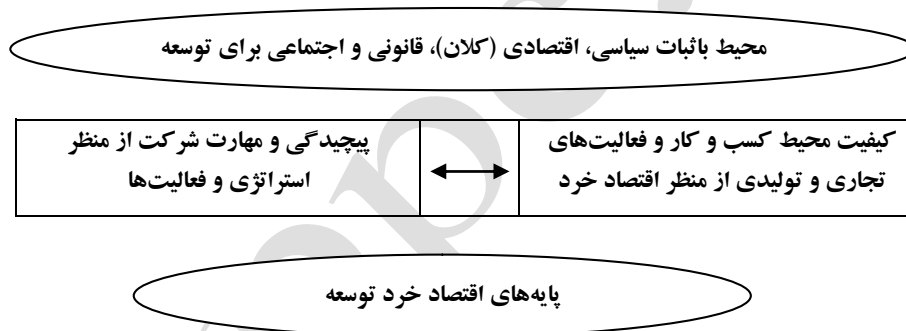 محیط باثبات سیاسی، اقتصادی (کلان)، قانونی و اجتماعی برای توسعه
کیفیت محیط کسب و کار و فعالیت‌های
تجاری و تولیدی از منظر اقتصاد خرد
پیچیدگی و مهارت شرکت از منظر
استراتژی و فعالیت‌ها
پایه‌های اقتصاد خرد توسعه